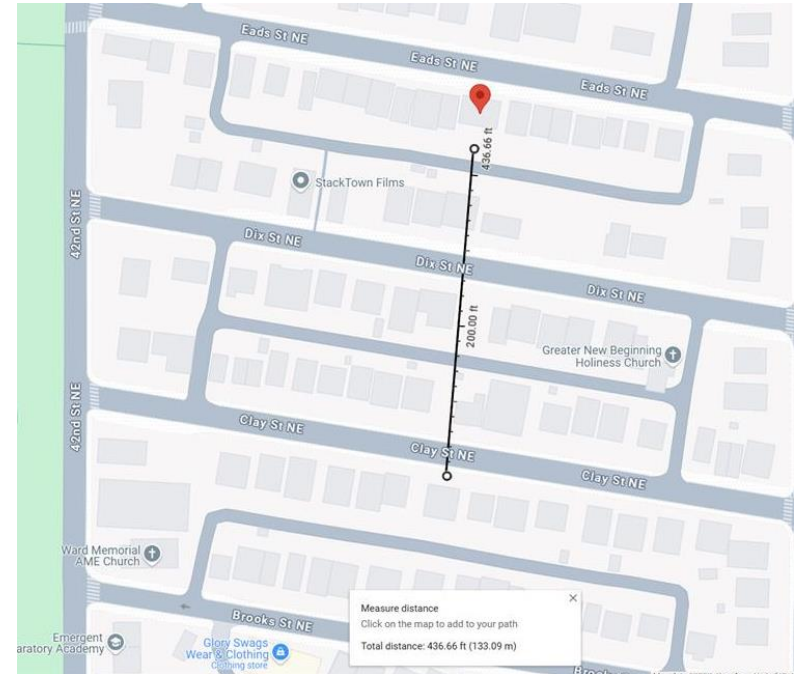 Eads St NE
Eads St NE
Eads St NE
436.66 ft
StackTown Films
42nd St NE
Dix St NE
Dix St NE
Dix St NE
200.00 ft
Greater New Beginning
Holiness Church
42nd St NE
Clay St NE
Clay St NE
Clay St NE
Ward Memorial
AME Church
Brooks St NE
Emergent
aratory Academy
Glory Swags
Wear & Clothing
Clothing store
Measure distance
Click on the map to add to your path
Total distance: 436.66 ft (133.09 m)